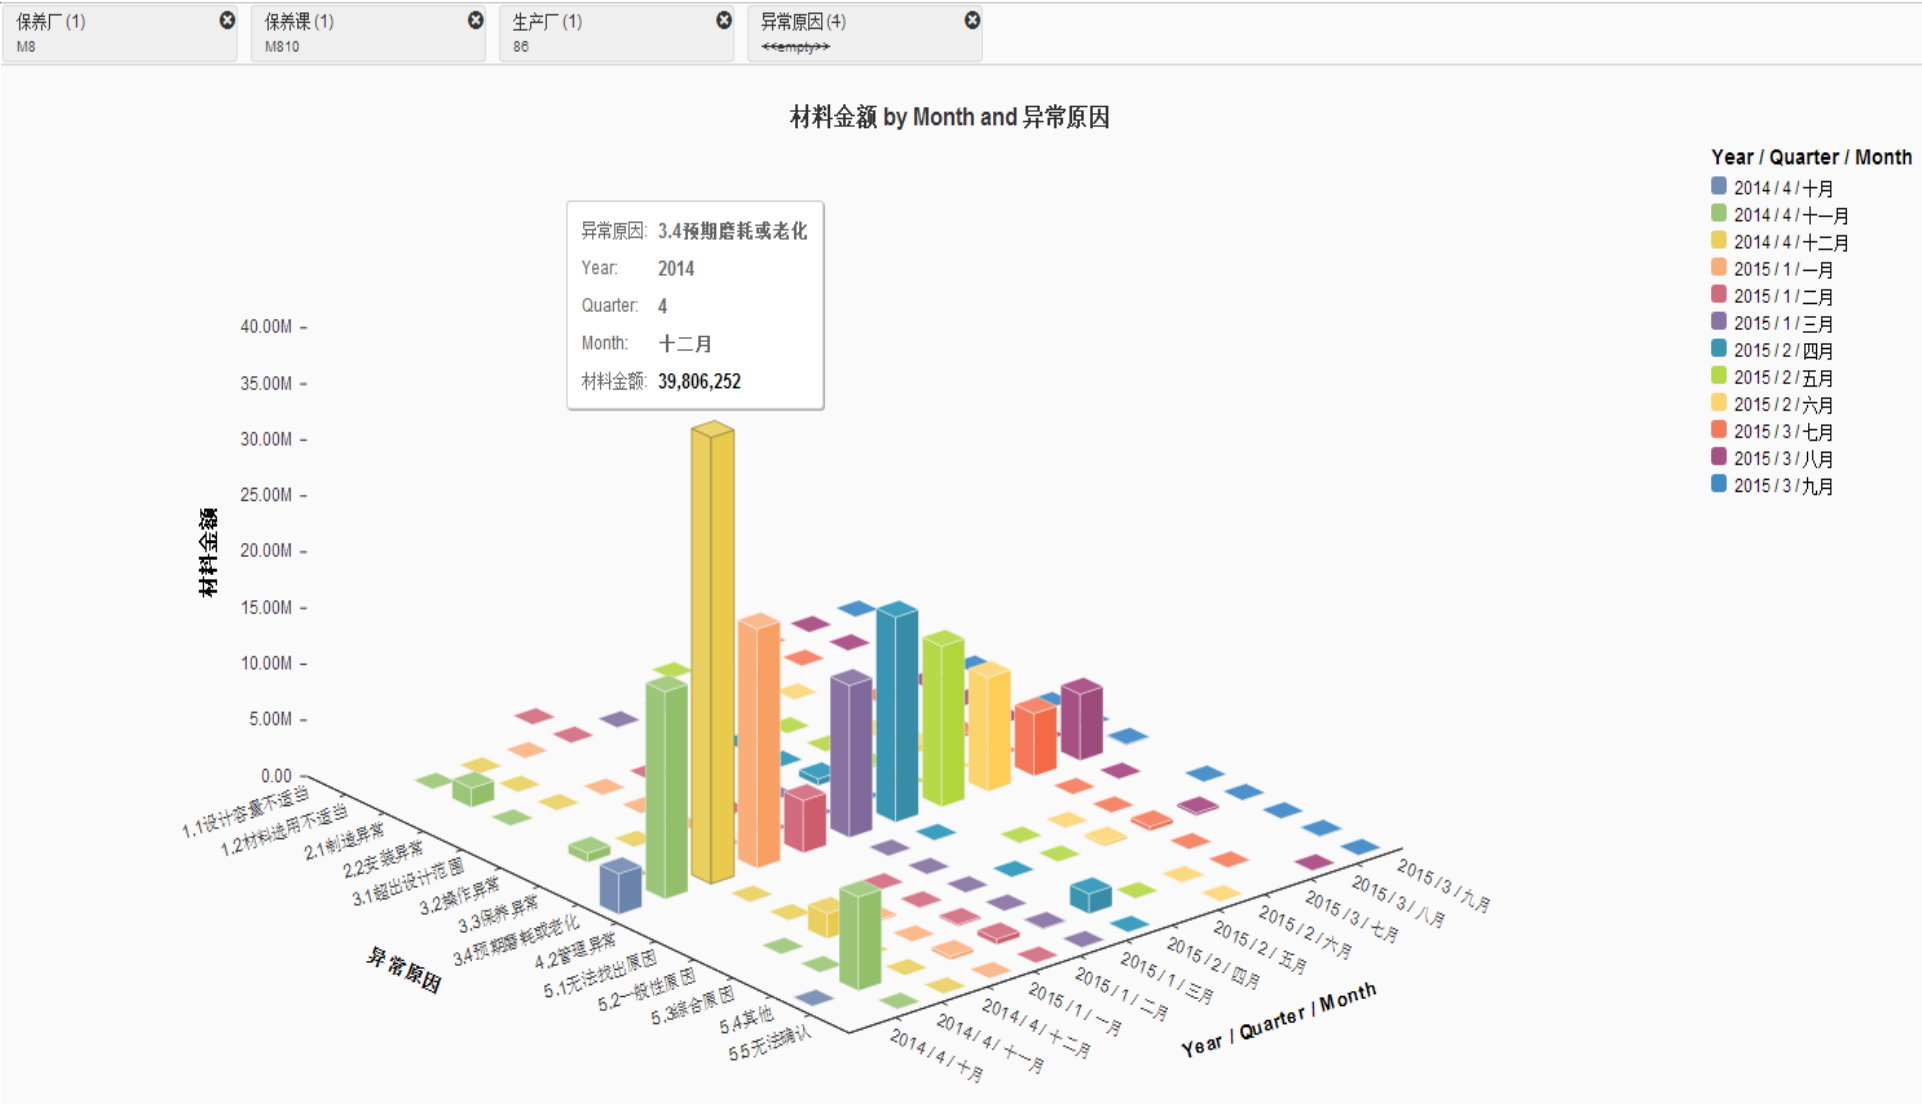 保养厂 (1)
M8
保养课 (1)
M810
生产厂 (1)
86
异常原因 (4)
<<empty>>
材料金额 by Month and 异常原因
Year / Quarter / Month
2014 / 4 / 十月
2014 / 4 / 十一月
2014 / 4 / 十二月
2015 / 1 / 一月
2015 / 1 / 二月
2015 / 1 / 三月
2015 / 2 / 四月
2015 / 2 / 五月
2015 / 2 / 六月
2015 / 3 / 七月
2015 / 3 / 八月
2015 / 3 / 九月
异常原因: 3.4预期磨耗或老化
Year: 2014
Quarter: 4
Month: 十二月
材料金额: 39,806,252
40.00M
35.00M
30.00M
25.00M
20.00M
15.00M
10.00M
5.00M
0.00
材料金额
1.1设计容量不适当
1.2材料选用不适当
2.1制造异常
2.2安装异常
3.1超出设计范围
3.2操作异常
3.3保养异常
3.4预期磨耗或老化
4.2管理异常
5.1无法找出原因
5.2一般性原因
5.3综合原因
5.4其他
5.5无法确认
异常原因
2014 / 4 / 十月
2014 / 4 / 十一月
2014 / 4 / 十二月
2015 / 1 / 一月
2015 / 1 / 二月
2015 / 1 / 三月
2015 / 2 / 四月
2015 / 2 / 五月
2015 / 2 / 六月
2015 / 3 / 七月
2015 / 3 / 八月
2015 / 3 / 九月
Year / Quarter / Month